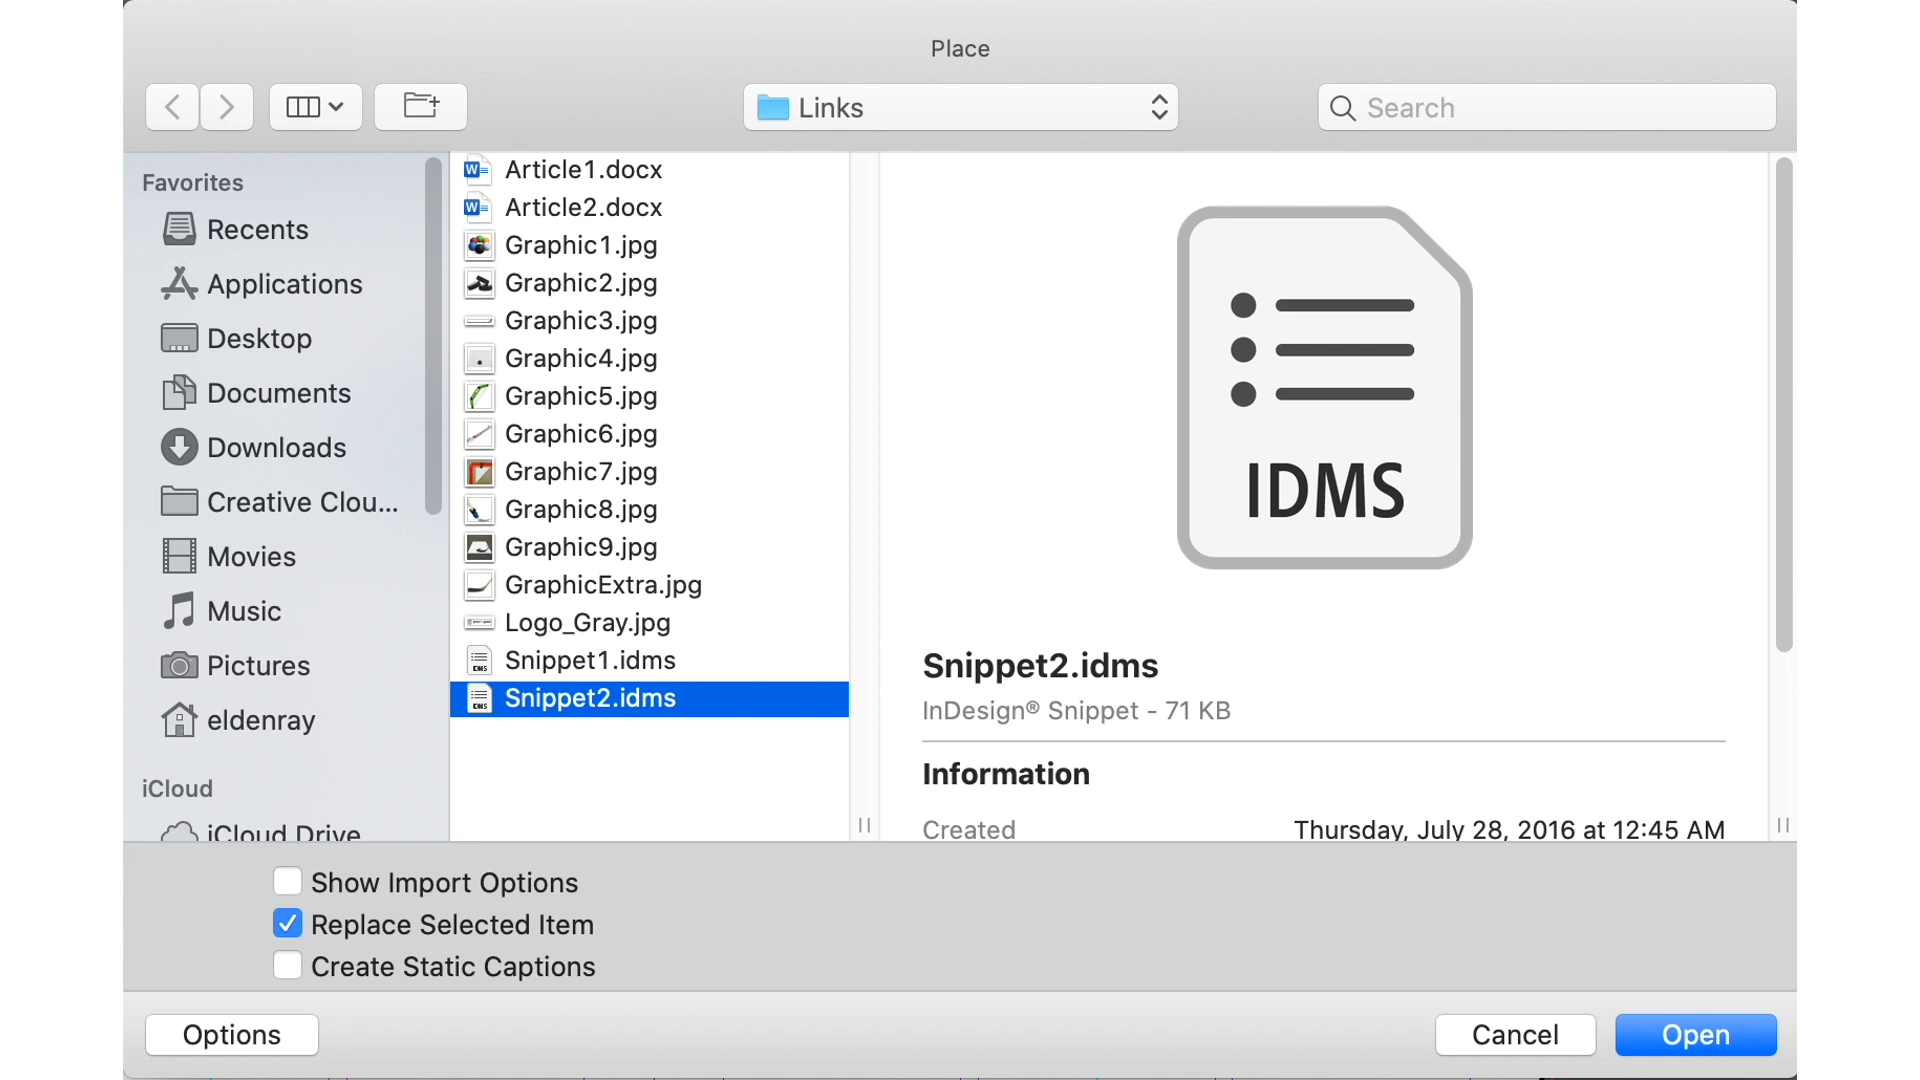 Place
Links
Search
Favorites
Recents
Applications
Desktop
Documents
Downloads
Creative Clou...
Movies
Music
Pictures
eldenray
iCloud
iCloud Drive
Article1.docx
Article2.docx
Graphic1.jpg
Graphic2.jpg
Graphic3.jpg
Graphic4.jpg
Graphic5.jpg
Graphic6.jpg
Graphic7.jpg
Graphic8.jpg
Graphic9.jpg
GraphicExtra.jpg
Logo_Gray.jpg
Snippet1.idms
Snippet2.idms
IDMS
Snippet2.idms
InDesign® Snippet - 71 KB
Information
Created Thursday, July 28, 2016 at 12:45 AM
Show Import Options
Replace Selected Item
Create Static Captions
Options
Cancel
Open